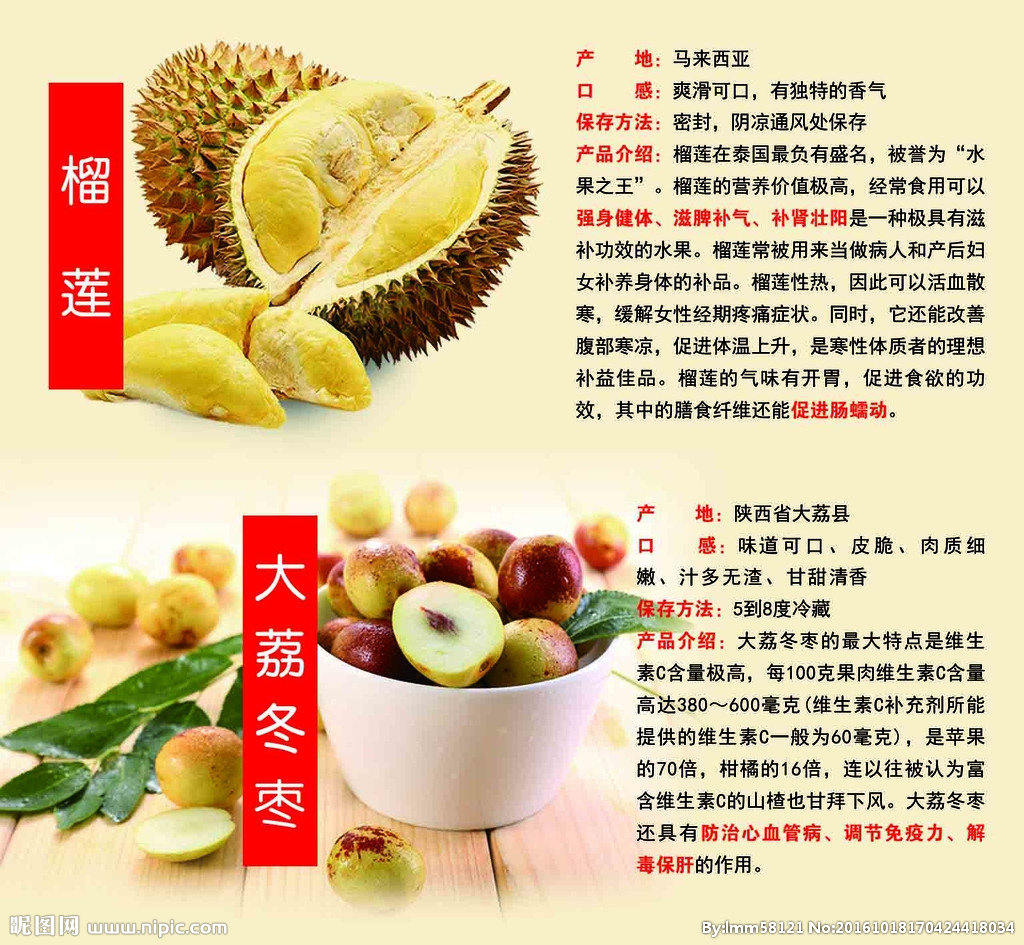 榴莲
产 地：马来西亚
口 感：爽滑可口，有独特的香气
保存方法：密封，阴凉通风处保存
产品介绍：榴莲在泰国最负有盛名，被誉为“水
果之王”。榴莲的营养价值极高，经常食用可以
强身健体、滋脾补气、补肾壮阳是一种极具有滋
补功效的水果。榴莲常被用来当做病人和产后妇
女补养身体的补品。榴莲性热，因此可以活血散
寒，缓解女性经期疼痛症状。同时，它还能改善
腹部寒凉，促进体温上升，是寒性体质者的理想
补益佳品。榴莲的气味有开胃，促进食欲的功
效，其中的膳食纤维还能促进肠蠕动。
大荔冬枣
产 地：陕西省大荔县
口 感：味道可口、皮脆、肉质细
嫩、汁多无渣、甘甜清香
保存方法：5到8度冷藏
产品介绍：大荔冬枣的最大特点是维生
素C含量极高，每100克果肉维生素C含量
高达380～600毫克(维生素C补充剂所能
提供的维生素C一般为60毫克)，是苹果
的70倍，柑橘的16倍，连以往被认为富
含维生素C的山楂也甘拜下风。大荔冬枣
还具有防治心血管病、调节免疫力、解
毒保肝的作用。
昵图网 www.nipic.com
By:lmm58121 No:20161018170424418034